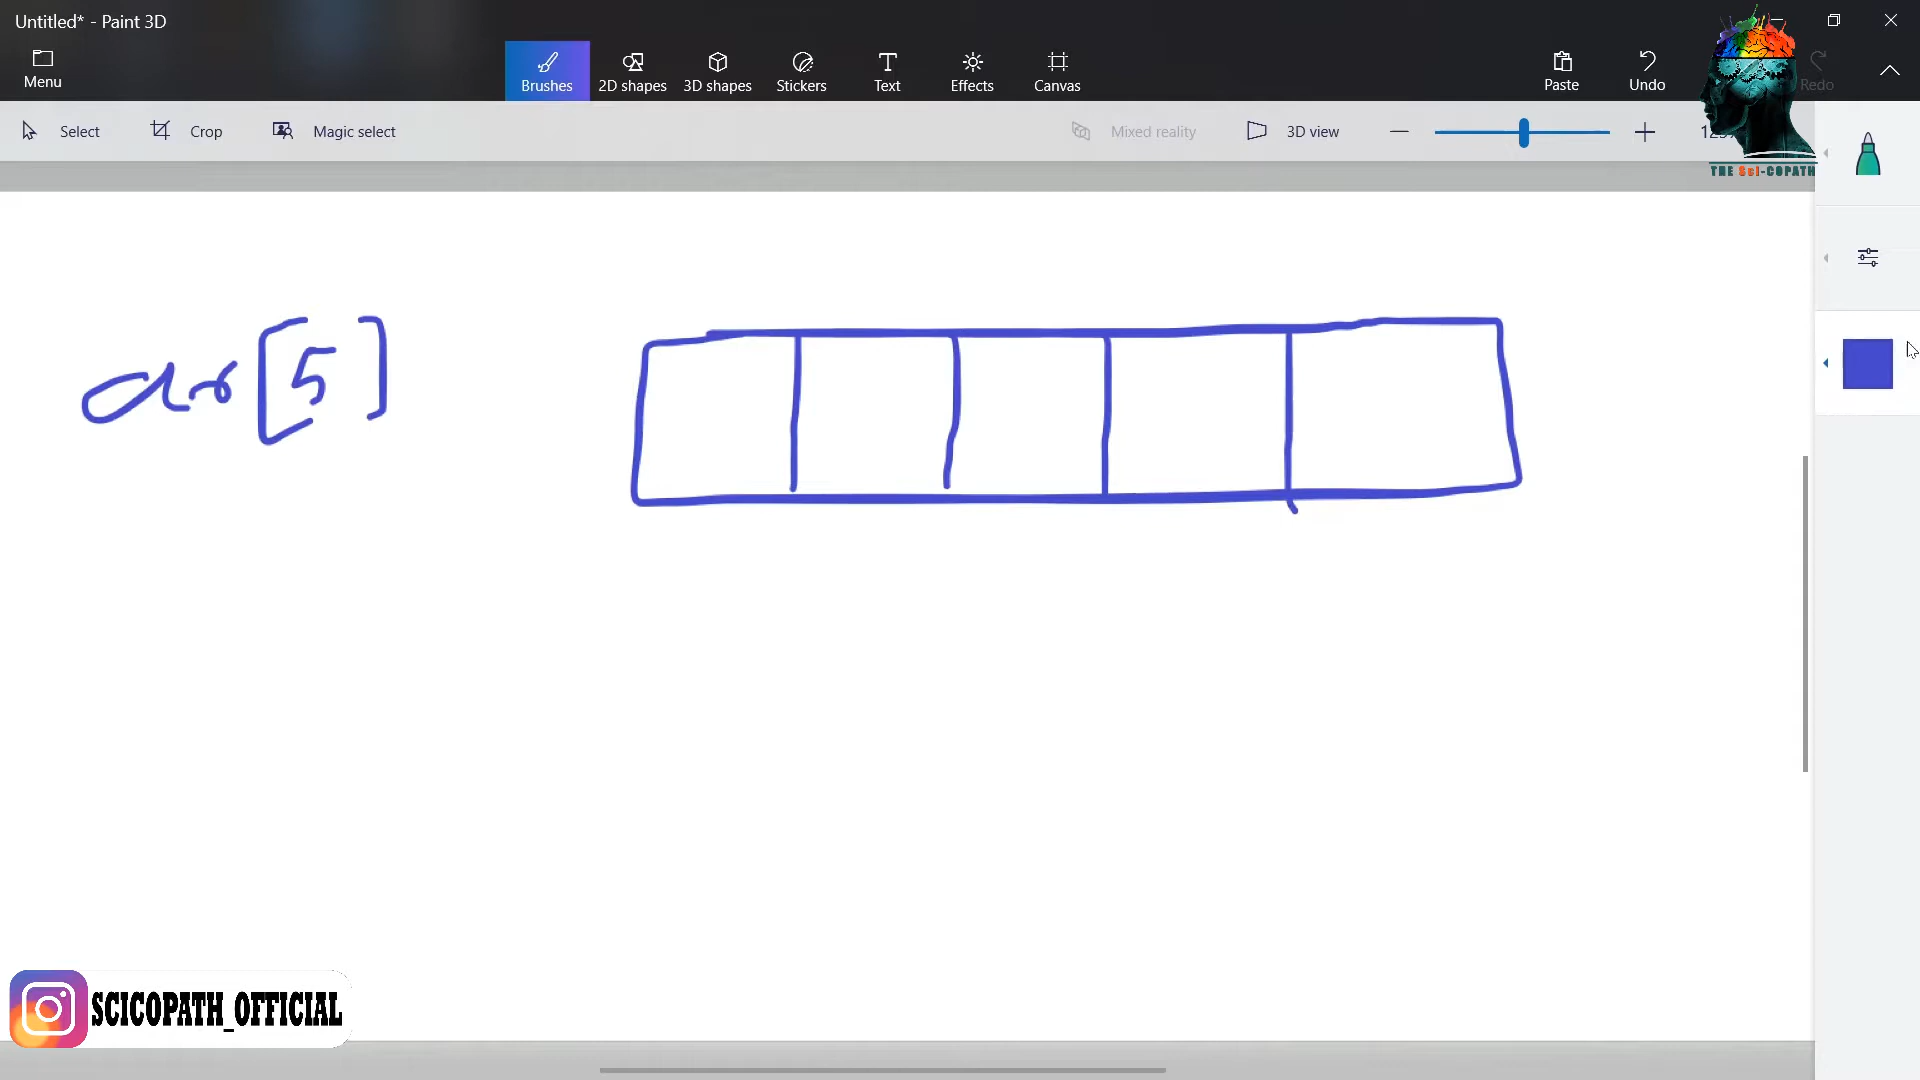 Untitled* - Paint 3D
Menu
Brushes
2D shapes
3D shapes
Stickers
Text
Effects
Canvas
Paste
Undo
Redo
Select
Crop
Magic select
Mixed reality
3D view
THE Sci-COPATH
ar[5]
SCICOPATH_OFFICIAL